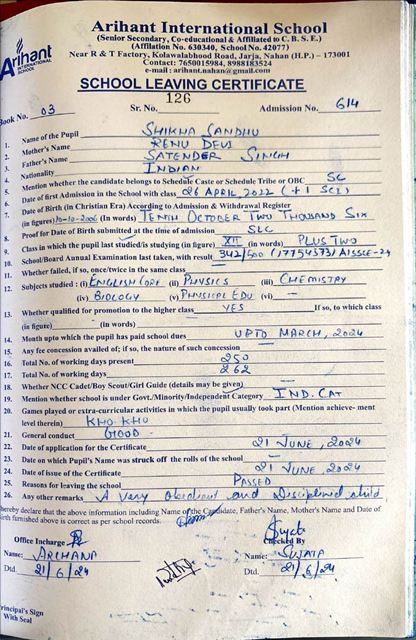 Arihant International School
(Senior Secondary, Co-educational & Affiliated to C. B. S. E.)
(Affilation No. 630340, School No. 42077)
Near R & T Factory, Kolawalabhood Road, Jarja, Nahan (H.P.) – 173001
Contact: 7650015984, 8988183524
e-mail : arihant.nahan@gmail.com
Arihant
INTERNATIONAL
SCHOOL
SCHOOL LEAVING CERTIFICATE
126
Book No. 03 Sr. No. Admission No. 614
1. Name of the Pupil SHIKHA SANDHU
2. Mother's Name RENU DEVI
3. Father's Name SATENDER SINGH
4. Nationality INDIAN
5. Mention whether the candidate belongs to Schedule Caste or Schedule Tribe or OBC SC
6. Date of first Admission in the School with class 26 APRIL 2022 (+1 SCI)
7. Date of Birth (in Christian Era) According to Admission & Withdrawal Register
(in figures) 10-10-2006 (In words) TENTH OCTOBER TWO THOUSAND SIX
8. Proof for Date of Birth submitted at the time of admission SLC
9. Class in which the pupil last studied/is studying (in figure) XII (in words) PLUS TWO
10. School/Board Annual Examination last taken, with result 342/500 (17754373) AISSCE-24
11. Whether failed, if so, once/twice in the same class
12. Subjects studied : (i) ENGLISH CORE (ii) PHYSICS (iii) CHEMISTRY
(iv) BIOLOGY (v) PHYSICAL EDU (vi) —
13. Whether qualified for promotion to the higher class YES If so, to which class
(in figure) (In words)
14. Month upto which the pupil has paid school dues UPTO MARCH, 2024
15. Any fee concession availed of; if so, the nature of such concession —
16. Total No. of working days present 250
17. Total No. of working days 262
18. Whether NCC Cadet/Boy Scout/Girl Guide (details may be given) —
19. Mention whether school is under Govt./Minority/Independent Category IND. CAT
20. Games played or extra-curricular activities in which the pupil usually took part (Mention achieve- ment
level therein) KHO KHO
21. General conduct GOOD
22. Date of application for the Certificate 21 JUNE, 2024
23. Date on which Pupil's Name was struck off the rolls of the school —
24. Date of issue of the Certificate 21 JUNE, 2024
25. Reasons for leaving the school PASSED
26. Any other remarks A very obedient and Disciplined child
hereby declare that the above information including Name of the Candidate, Father's Name, Mother's Name and Date of
Birth furnished above is correct as per school records.
Office Incharge
Checked By
Name: ARCHANA Name: SUJATA
Dtd. 21/6/24 Dtd. 21/6/24
Principal's Sign
With Seal